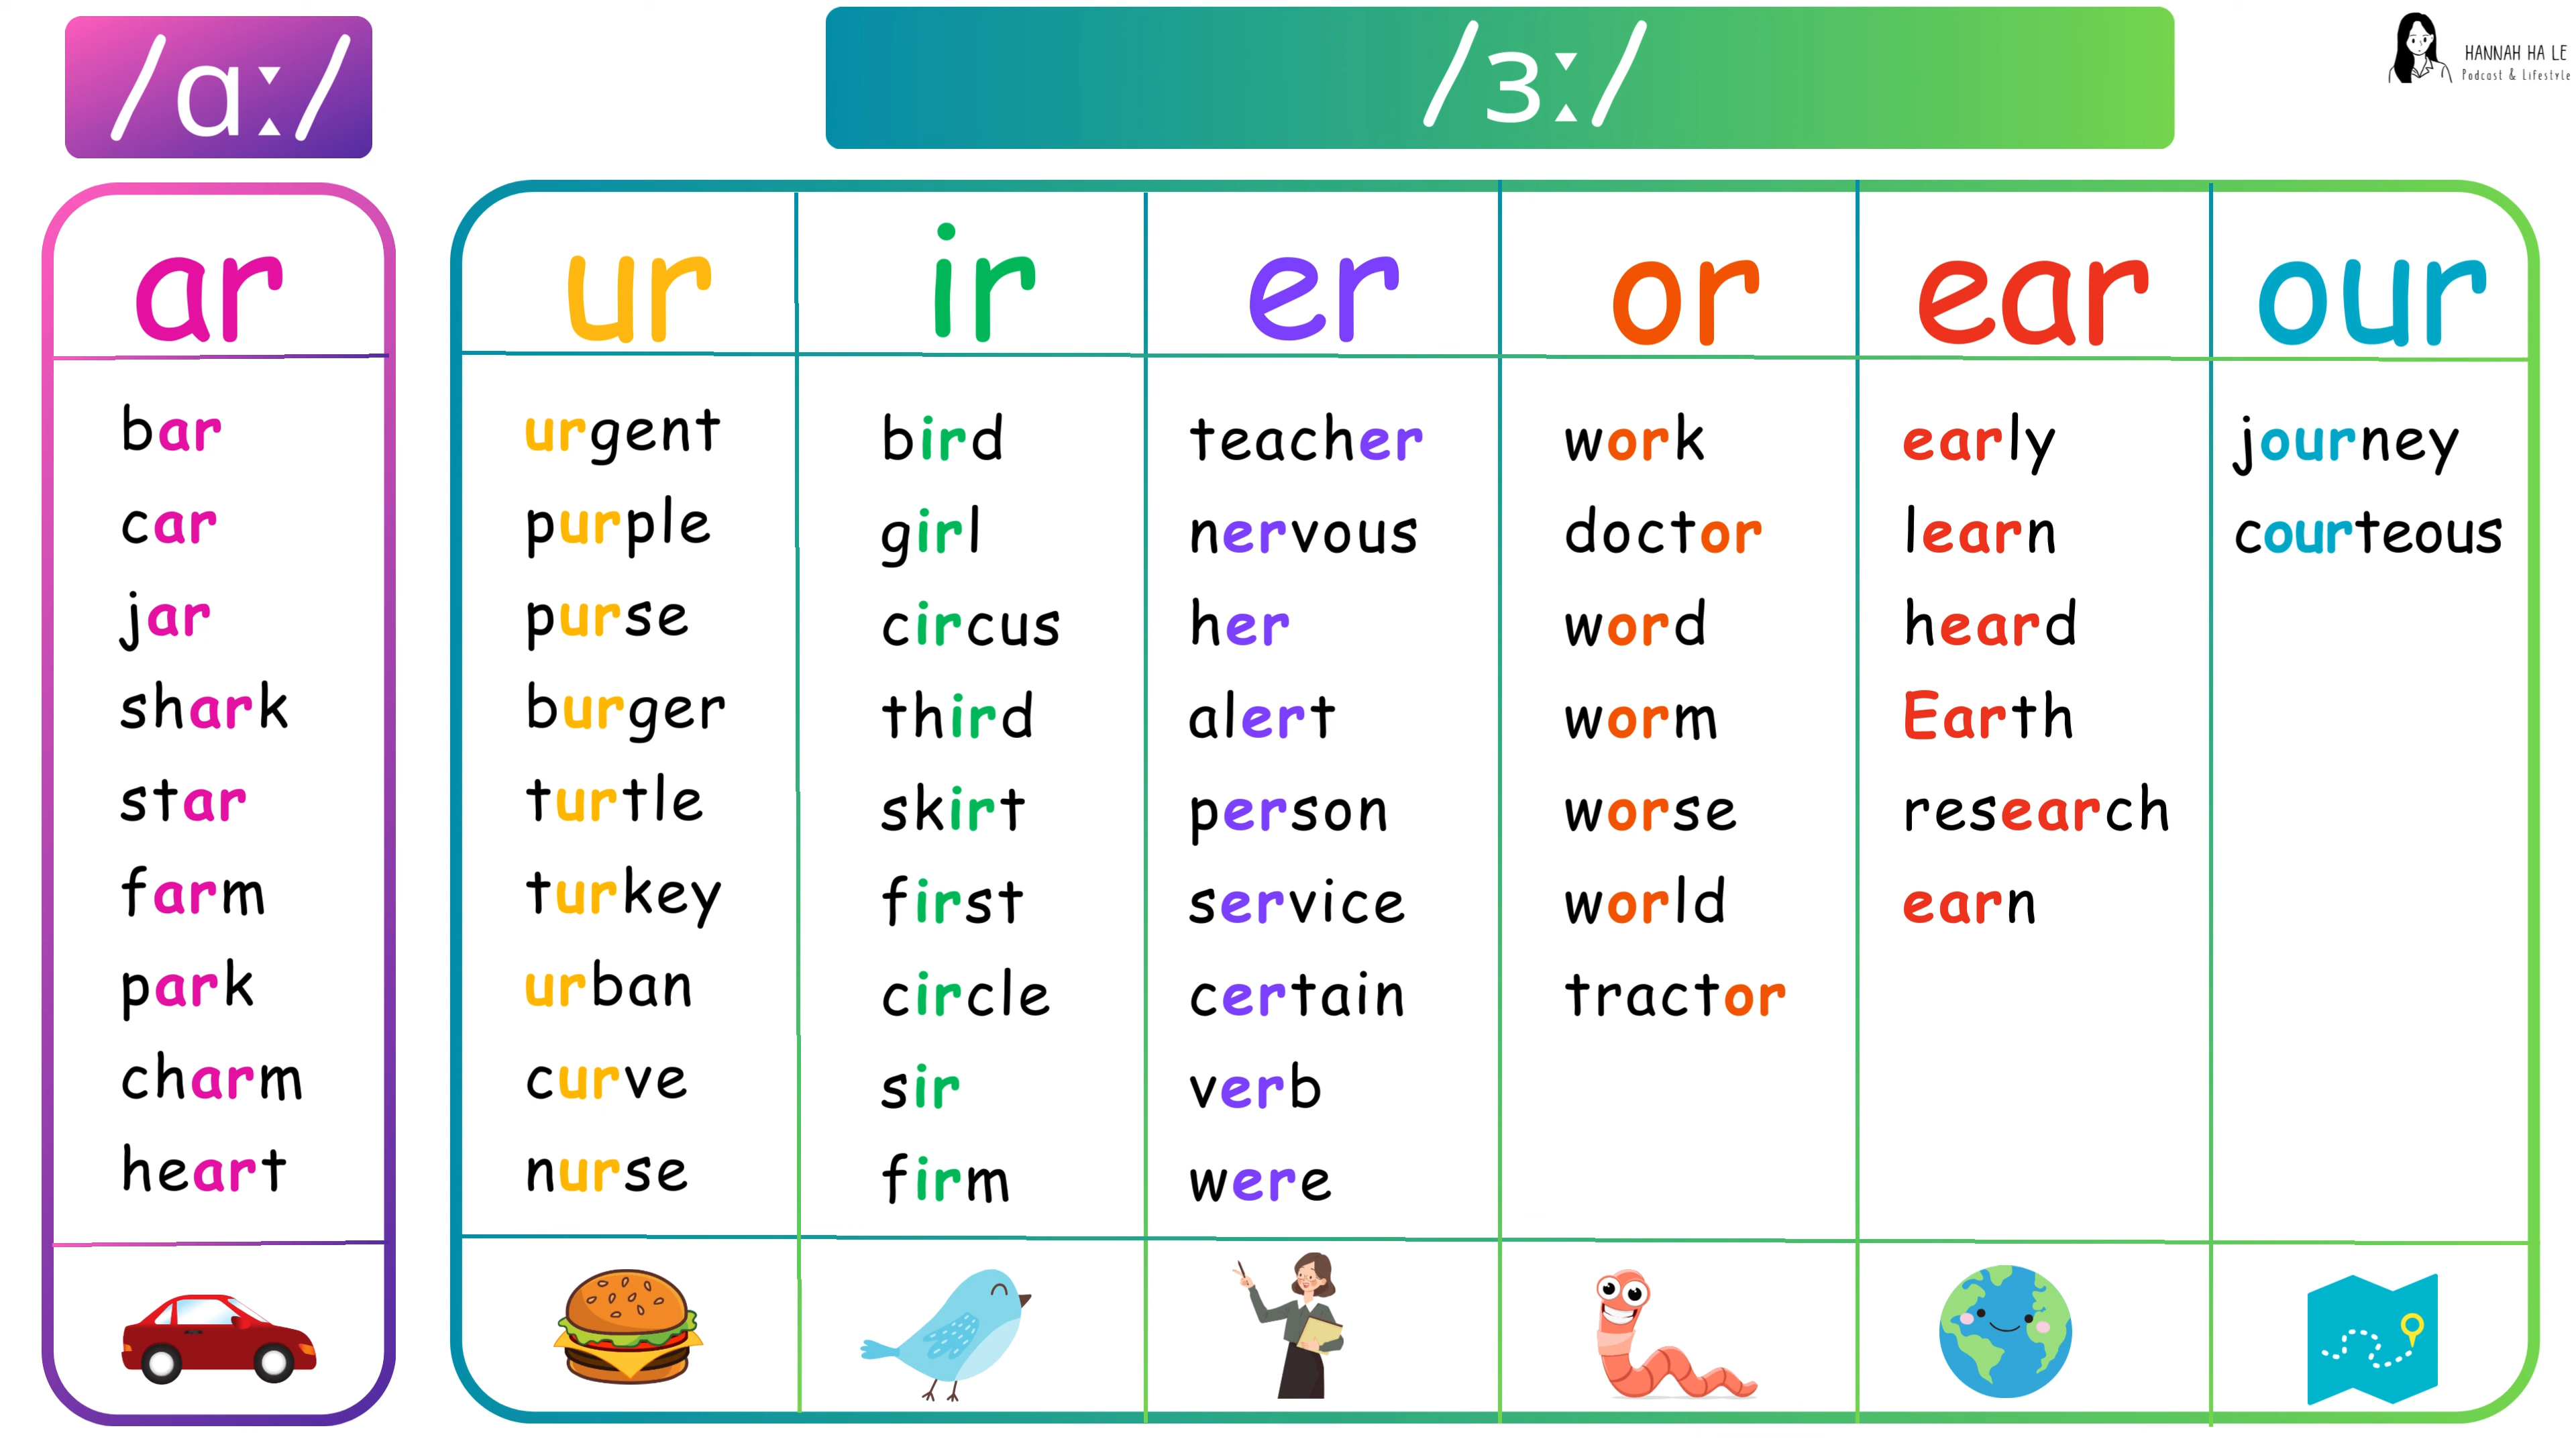 /ɑː/
/ɜː/
HANNAH HA LE
Podcast & Lifestyle
ar
bar
car
jar
shark
star
farm
park
charm
heart
ur
urgent
purple
purse
burger
turtle
turkey
urban
curve
nurse
ir
bird
girl
circus
third
skirt
first
circle
sir
firm
er
teacher
nervous
her
alert
person
service
certain
verb
were
or
work
doctor
word
worm
worse
world
tractor
ear
early
learn
heard
Earth
research
earn
our
journey
courteous